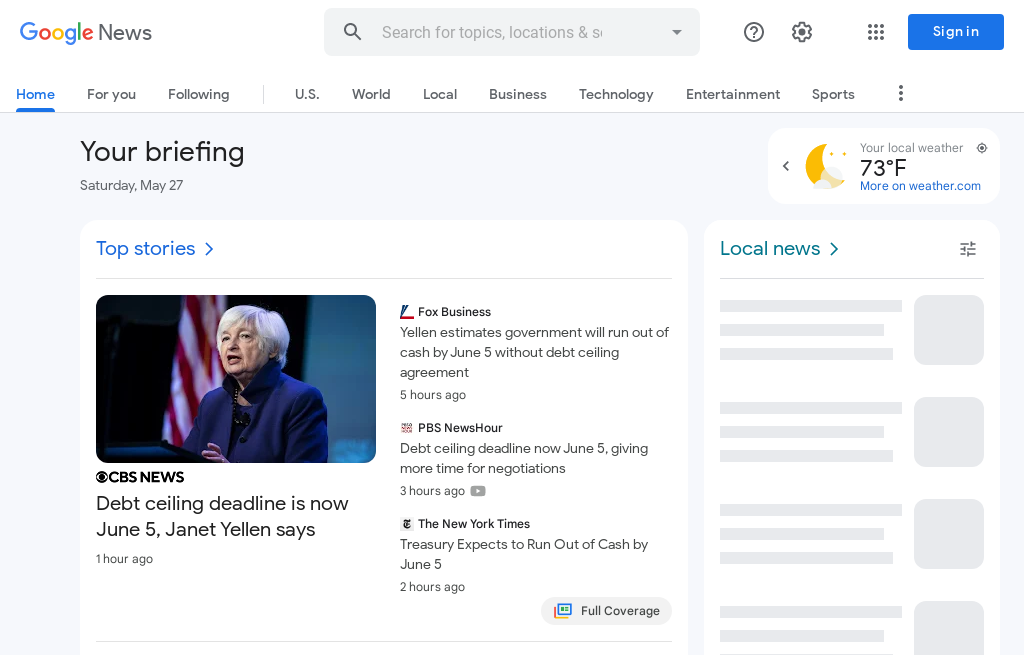 Google News
Search for topics, locations & so
Sign in
Home
For you
Following
U.S.
World
Local
Business
Technology
Entertainment
Sports
Your briefing
Saturday, May 27
Your local weather
73°F
More on weather.com
Top stories
CBS NEWS
Debt ceiling deadline is now
June 5, Janet Yellen says
1 hour ago
Fox Business
Yellen estimates government will run out of
cash by June 5 without debt ceiling
agreement
5 hours ago
PBS NewsHour
Debt ceiling deadline now June 5, giving
more time for negotiations
3 hours ago
The New York Times
Treasury Expects to Run Out of Cash by
June 5
2 hours ago
Full Coverage
Local news